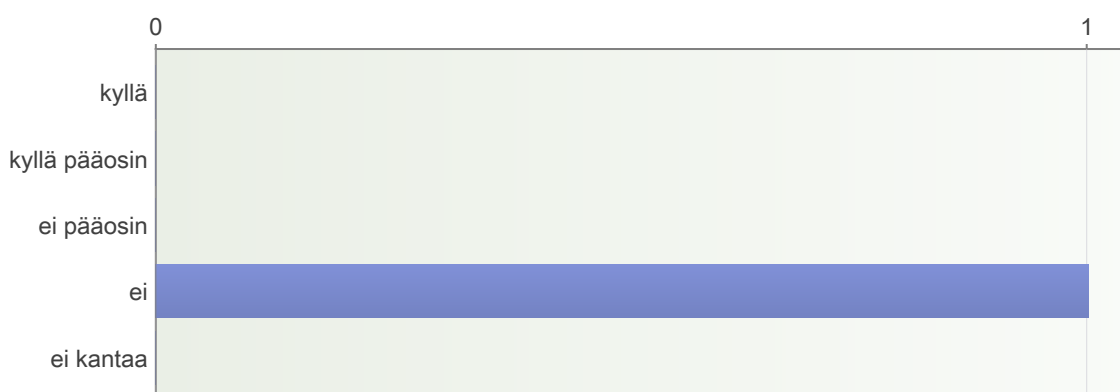 0 1
kyllä
kyllä pääosin
ei pääosin
ei
ei kantaa